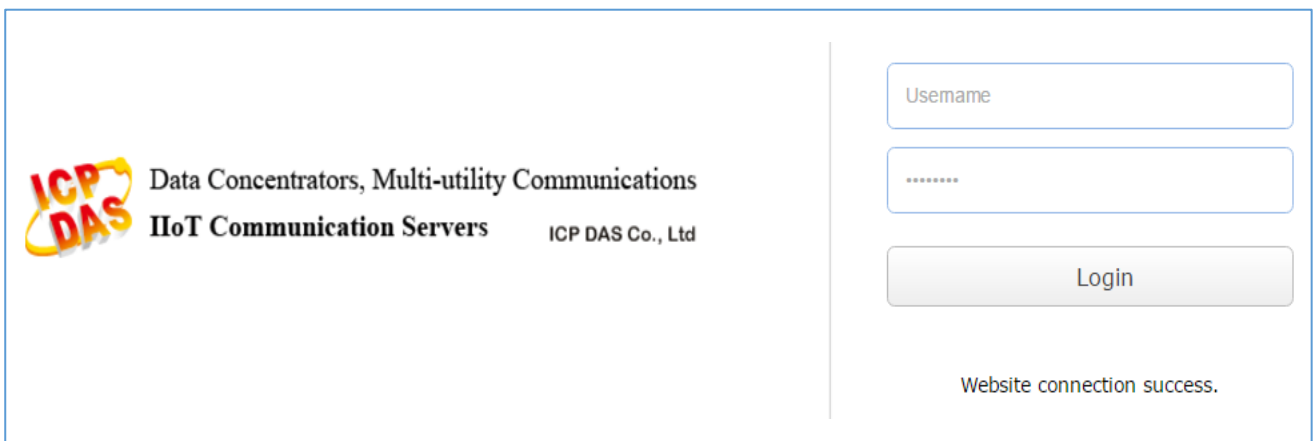 ICP
DAS
Data Concentrators, Multi-utility Communications
IIoT Communication Servers
ICP DAS Co., Ltd
Username
••••••••
Login
Website connection success.